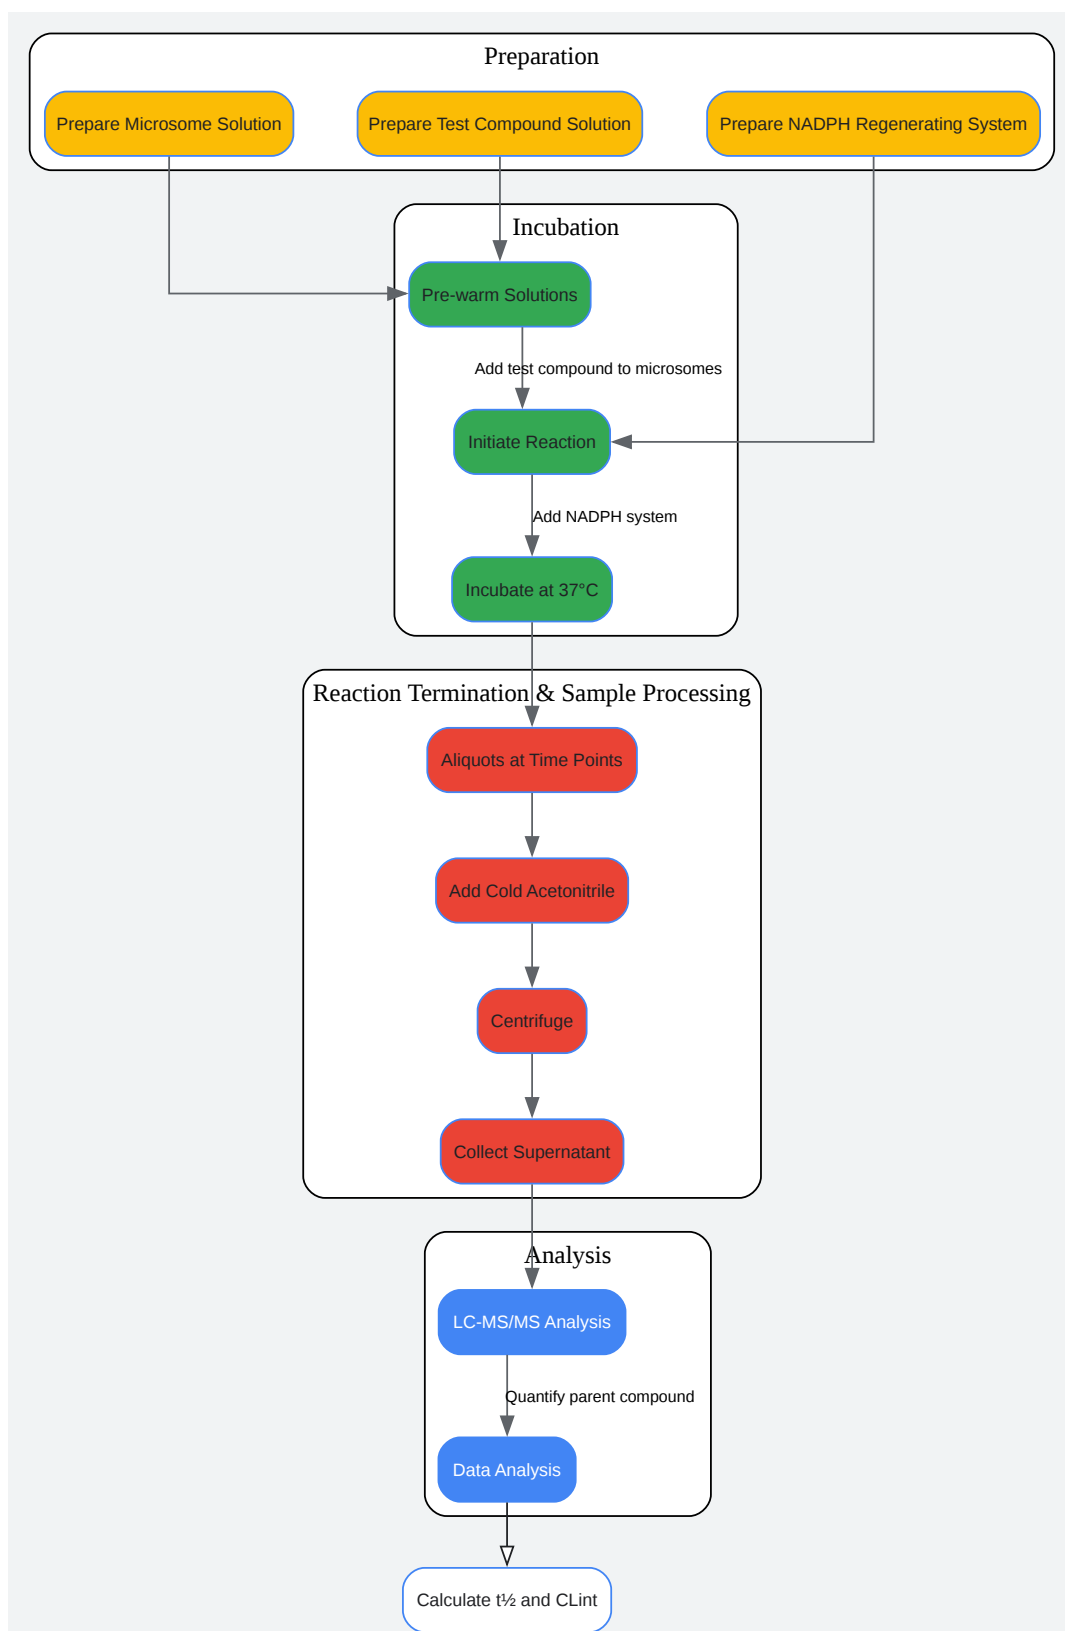 Preparation
Prepare Microsome Solution
Prepare Test Compound Solution
Prepare NADPH Regenerating System
Incubation
Pre-warm Solutions
Add test compound to microsomes
Initiate Reaction
Add NADPH system
Incubate at 37°C
Reaction Termination & Sample Processing
Aliquots at Time Points
Add Cold Acetonitrile
Centrifuge
Collect Supernatant
Analysis
LC-MS/MS Analysis
Quantify parent compound
Data Analysis
Calculate t½ and CLint